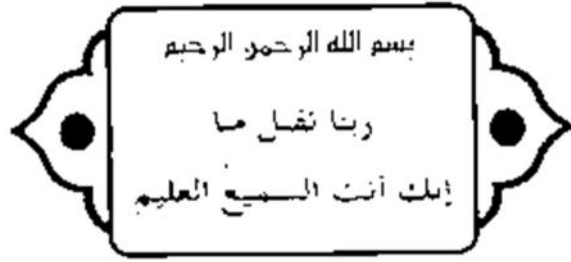 بسم الله الرحمن الرحيم
ربنا تقبل منا
إنك أنت السميع العليم